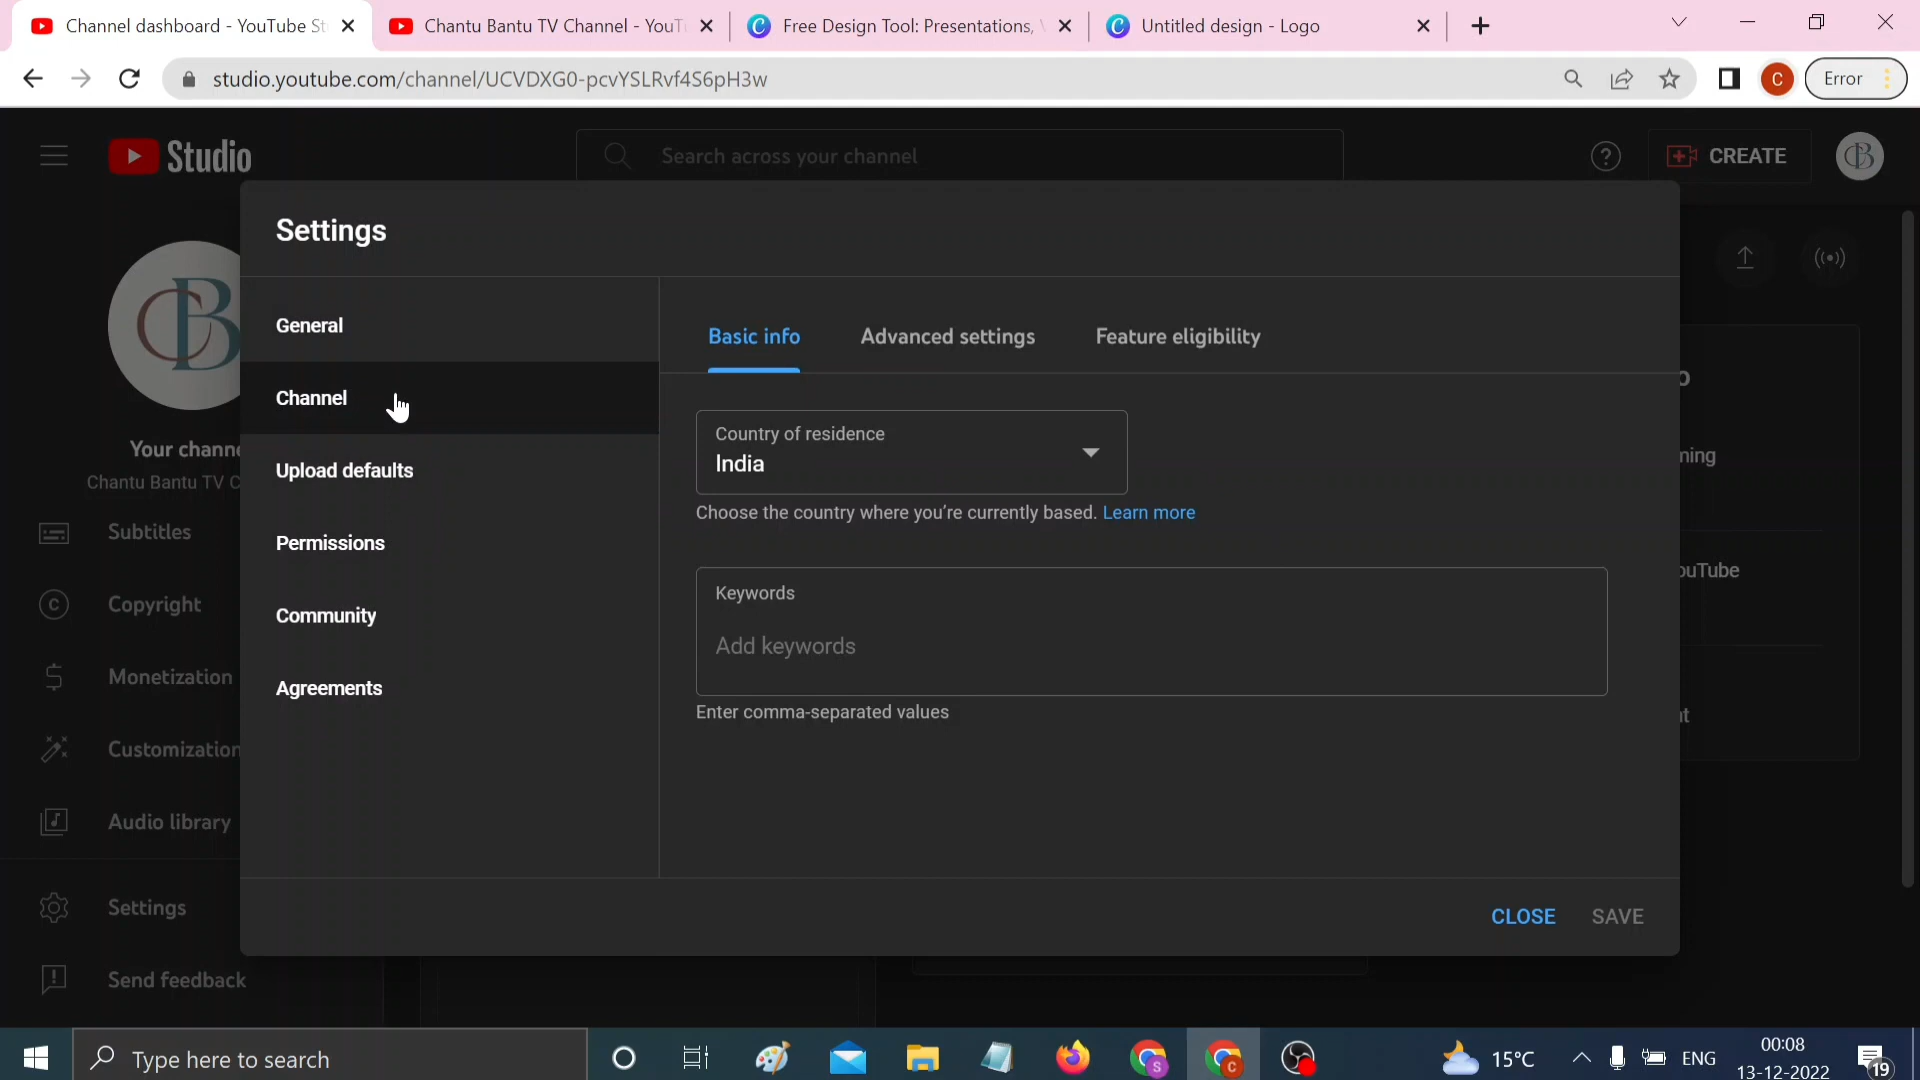 Channel dashboard - YouTube St
Chantu Bantu TV Channel - YouT
Free Design Tool: Presentations,
Untitled design - Logo
studio.youtube.com/channel/UCVDXG0-pcvYSLRvf4S6pH3w
C
Error
Studio
Search across your channel
CREATE
CB
Settings
General
Channel
Upload defaults
Permissions
Community
Agreements
Basic info
Advanced settings
Feature eligibility
Country of residence
India
Choose the country where you're currently based. Learn more
Keywords
Add keywords
Enter comma-separated values
CLOSE
SAVE
CB
Your chann
Chantu Bantu TV C
Subtitles
Copyright
Monetization
Customization
Audio library
Settings
Send feedback
o
ning
ouTube
t
Type here to search
S
C
15°C
ENG
00:08
13-12-2022
19